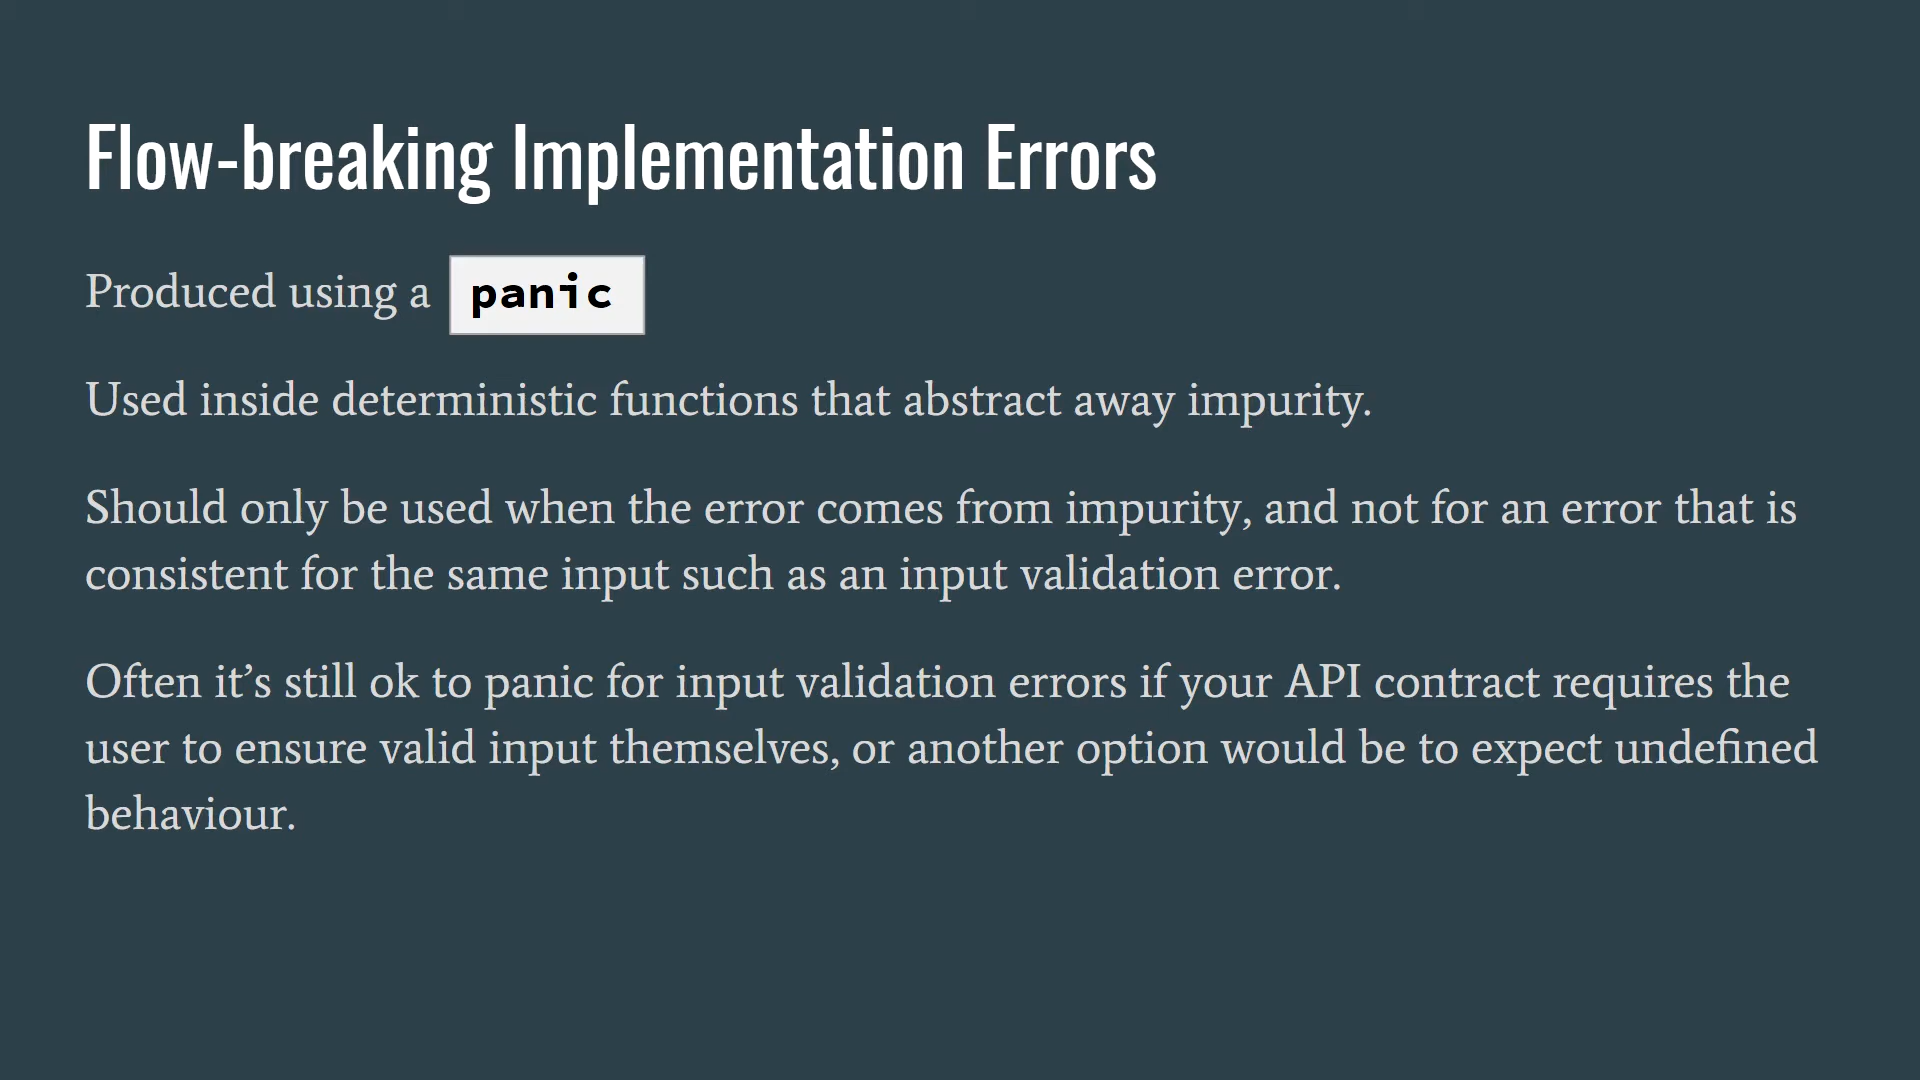 Flow-breaking Implementation Errors
Produced using a panic
Used inside deterministic functions that abstract away impurity.
Should only be used when the error comes from impurity, and not for an error that is
consistent for the same input such as an input validation error.
Often it’s still ok to panic for input validation errors if your API contract requires the
user to ensure valid input themselves, or another option would be to expect undefined
behaviour.